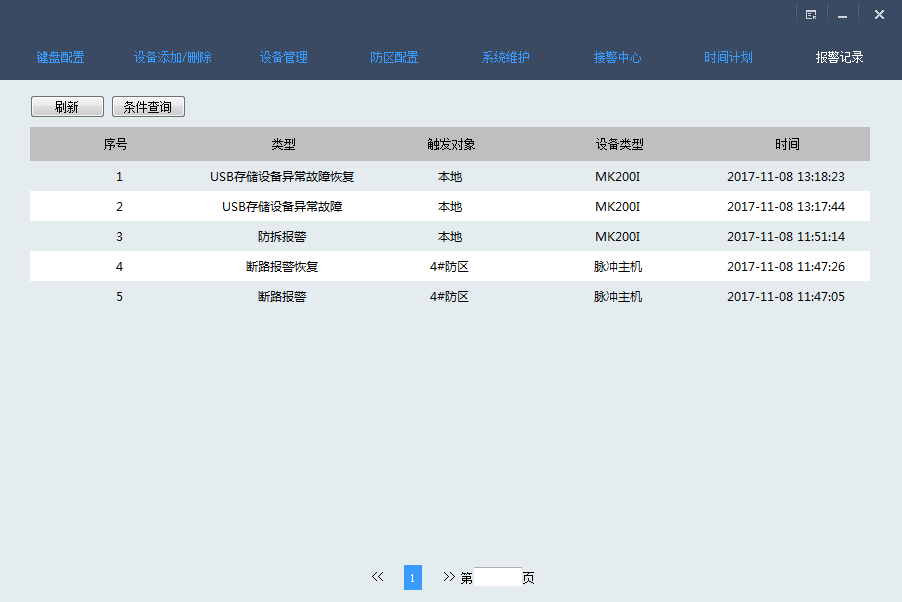 键盘配置 设备添加/删除 设备管理 防区配置 系统维护 接警中心 时间计划 报警记录
刷新 条件查询
序号 类型 触发对象 设备类型 时间
1 USB存储设备异常故障恢复 本地 MK200I 2017-11-08 13:18:23
2 USB存储设备异常故障 本地 MK200I 2017-11-08 13:17:44
3 防拆报警 本地 MK200I 2017-11-08 11:51:14
4 断路报警恢复 4#防区 脉冲主机 2017-11-08 11:47:26
5 断路报警 4#防区 脉冲主机 2017-11-08 11:47:05
<< 1 >> 第 页